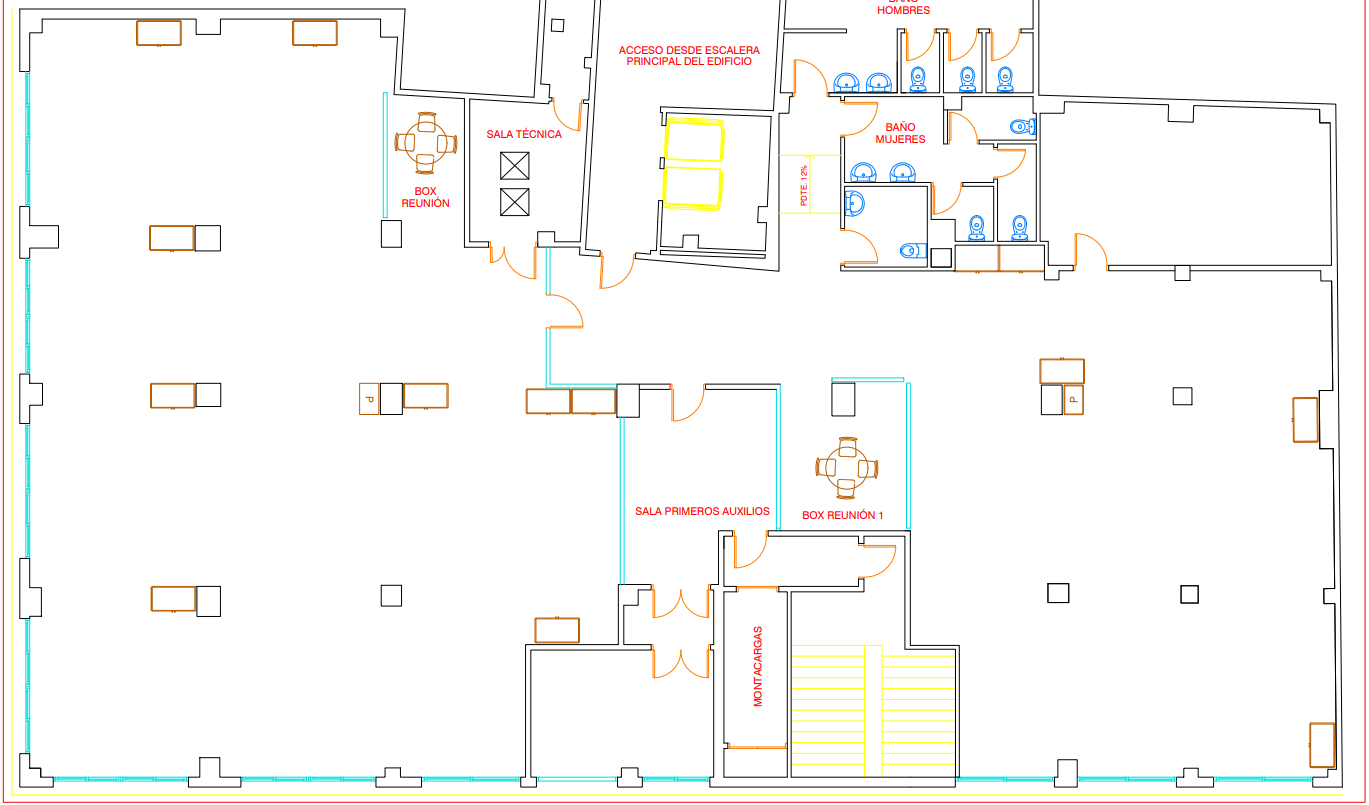 BAÑO
HOMBRES
ACCESO DESDE ESCALERA
PRINCIPAL DEL EDIFICIO
SALA TÉCNICA
BAÑO
MUJERES
PDTE. 12%
BOX
REUNIÓN
P
P
SALA PRIMEROS AUXILIOS
BOX REUNIÓN 1
MONTACARGAS